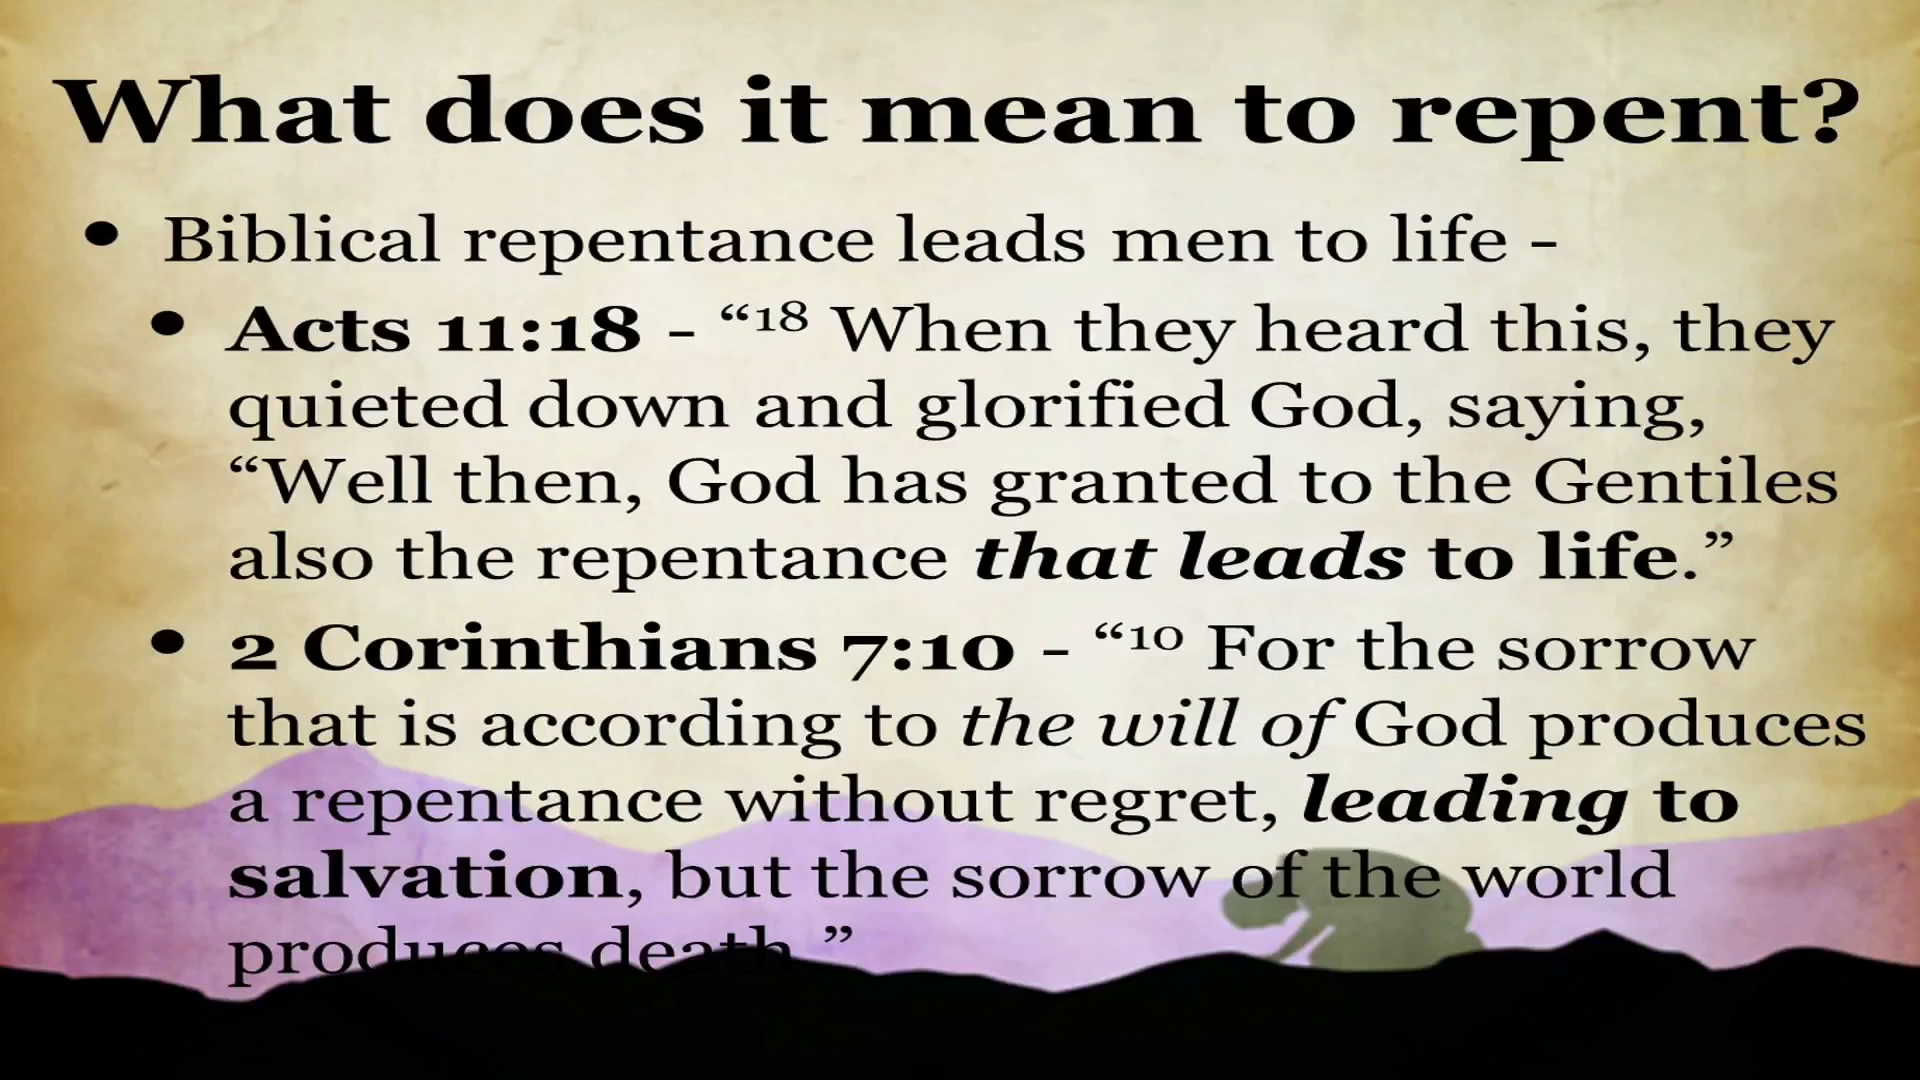 What does it mean to repent?
• Biblical repentance leads men to life -
• Acts 11:18 - “18 When they heard this, they
quieted down and glorified God, saying,
“Well then, God has granted to the Gentiles
also the repentance that leads to life.”
• 2 Corinthians 7:10 - “10 For the sorrow
that is according to the will of God produces
a repentance without regret, leading to
salvation, but the sorrow of the world
produces death.”